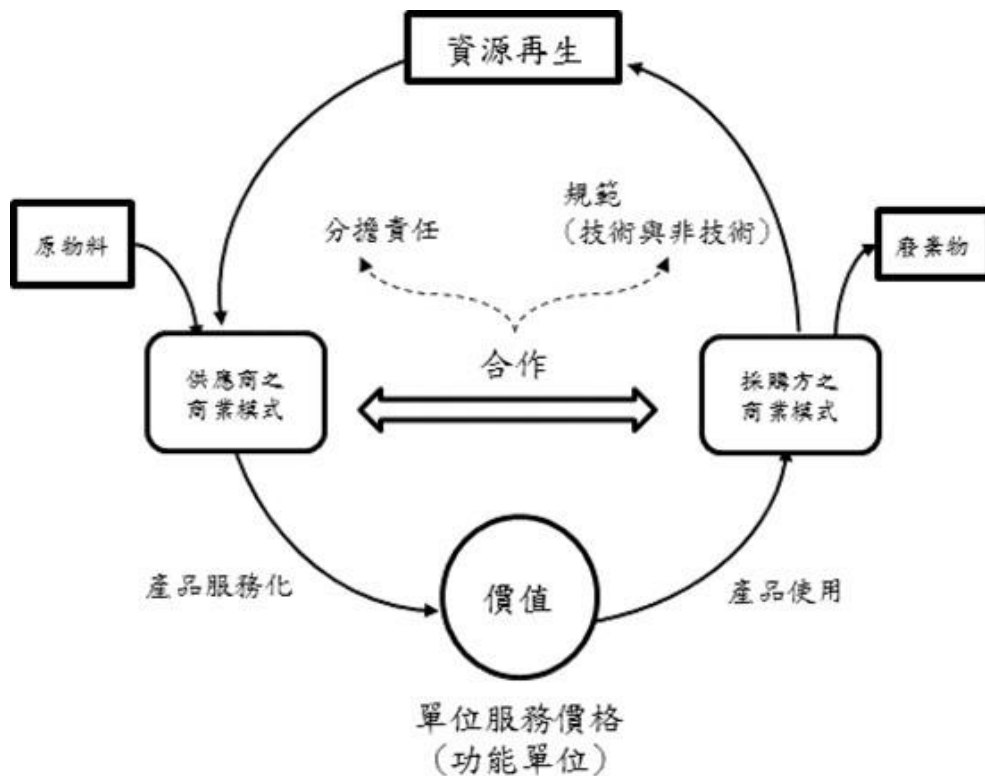 資源再生
原物料
分擔責任
規範
（技術與非技術）
廢棄物
供應商之
商業模式
合作
採購方之
商業模式
產品服務化
價值
產品使用
單位服務價格
（功能單位）